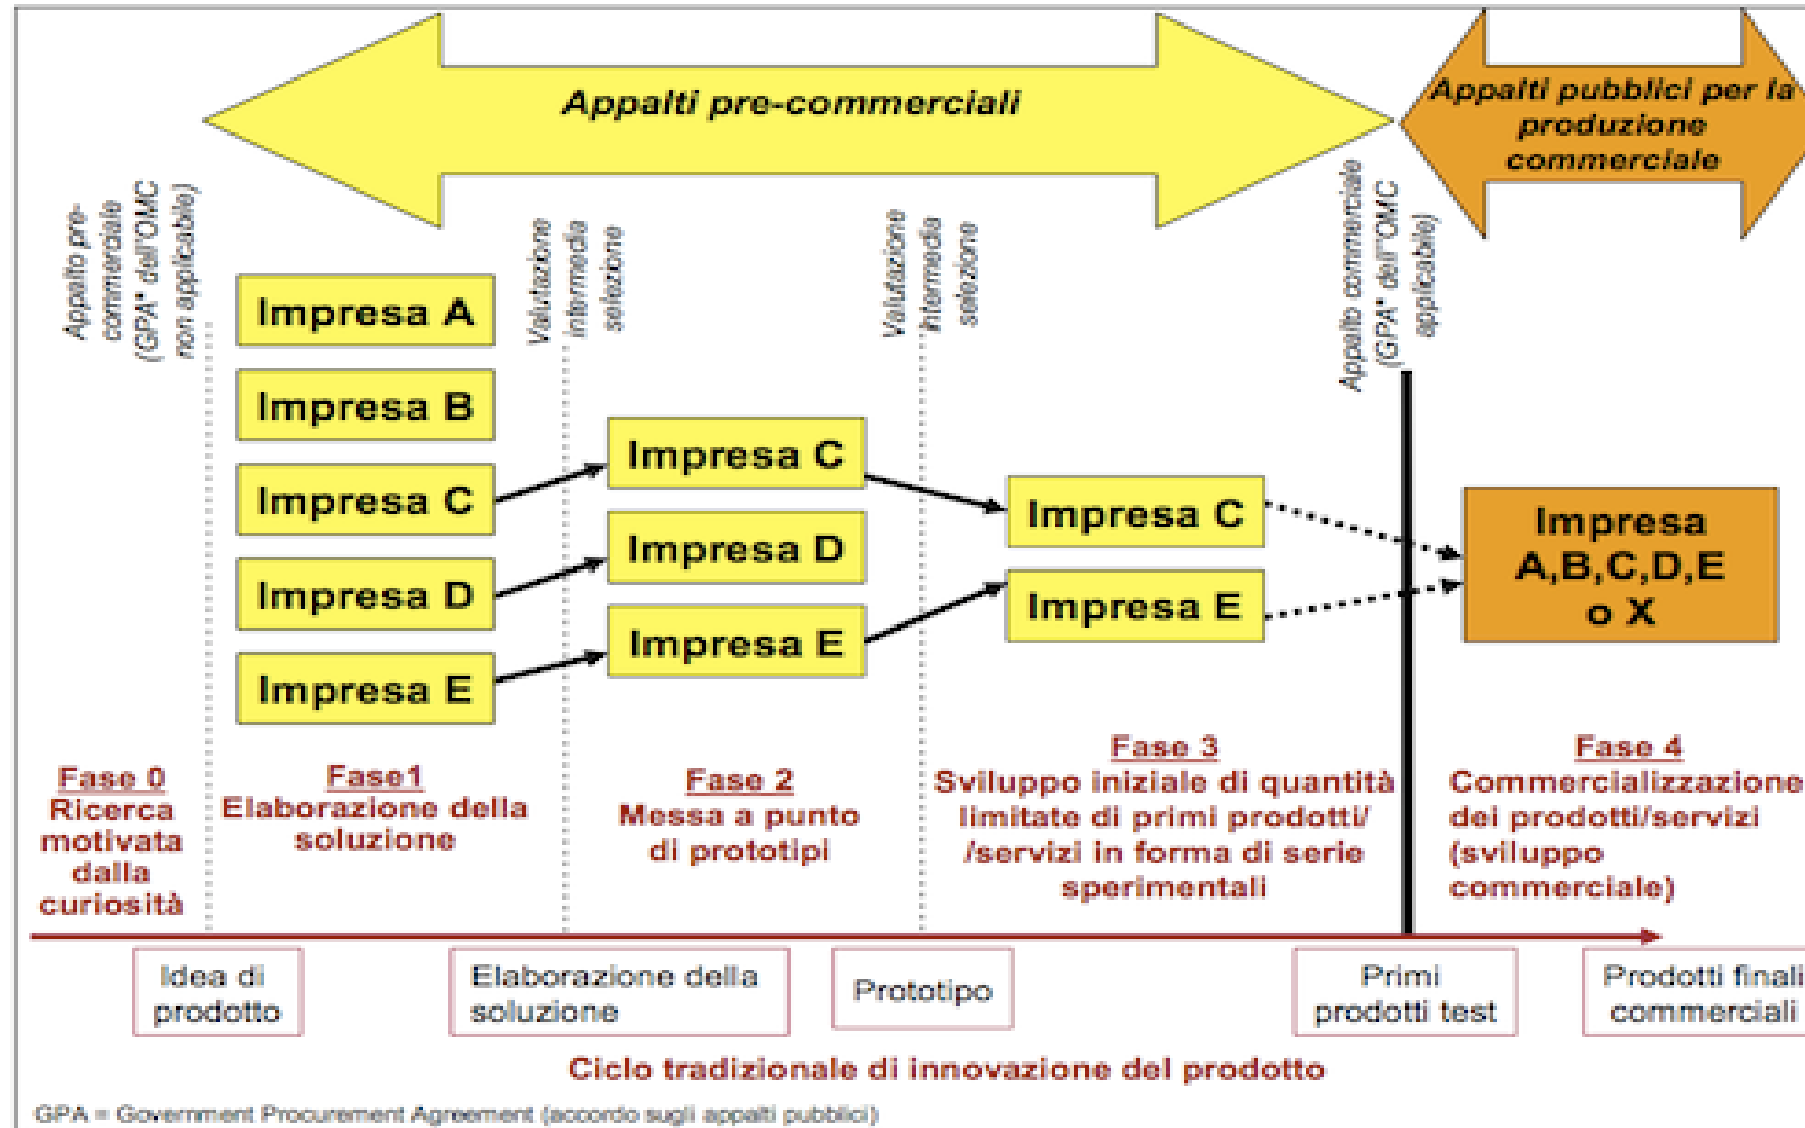 Appalti pre-commerciali
Appalti pubblici per la
produzione
commerciale
Appalto pre-
commerciale
(GPA* dell'OMC
non applicabile)
Valutazione
intermedia
selezione
Valutazione
intermedia
selezione
Appalto commerciale
(GPA* dell'OMC
applicabile)
Impresa A
Impresa B
Impresa C
Impresa D
Impresa E
Impresa C
Impresa D
Impresa E
Impresa C
Impresa E
Impresa
A,B,C,D,E
o X
Fase 0
Ricerca
motivata
dalla
curiosità
Fase1
Elaborazione della
soluzione
Fase 2
Messa a punto
di prototipi
Fase 3
Sviluppo iniziale di quantità
limitate di primi prodotti/
/servizi in forma di serie
sperimentali
Fase 4
Commercializzazione
dei prodotti/servizi
(sviluppo
commerciale)
Idea di
prodotto
Elaborazione della
soluzione
Prototipo
Primi
prodotti test
Prodotti finali
commerciali
Ciclo tradizionale di innovazione del prodotto
GPA = Government Procurement Agreement (accordo sugli appalti pubblici)